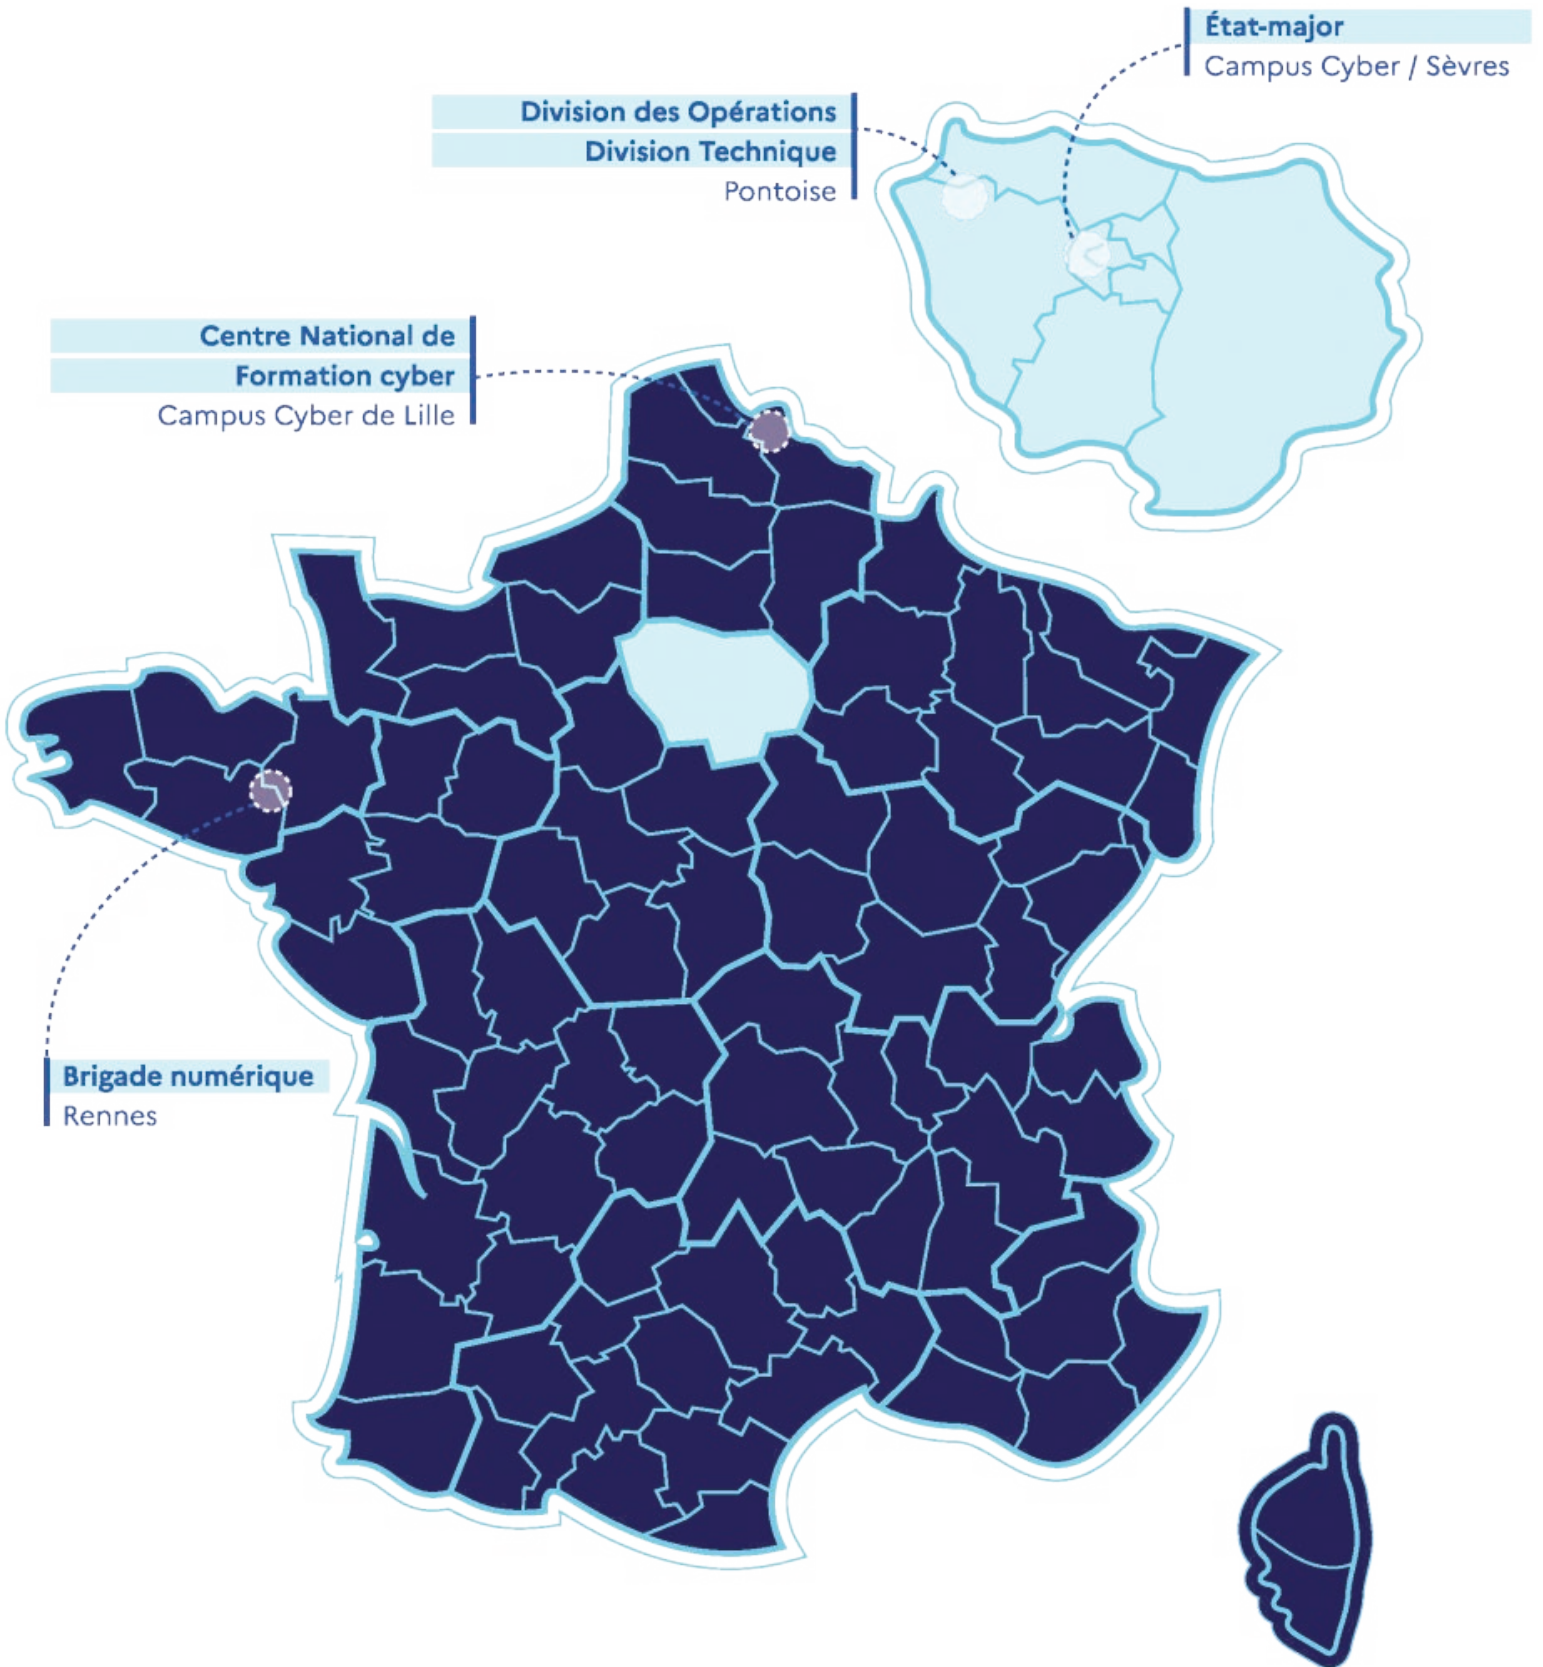 État-major
Campus Cyber / Sèvres
Division des Opérations
Division Technique
Pontoise
Centre National de
Formation cyber
Campus Cyber de Lille
Brigade numérique
Rennes